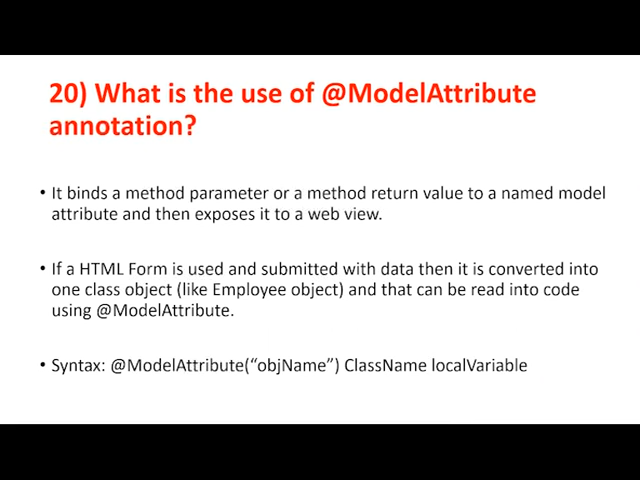 20) What is the use of @ModelAttribute
annotation?
• It binds a method parameter or a method return value to a named model
attribute and then exposes it to a web view.
• If a HTML Form is used and submitted with data then it is converted into
one class object (like Employee object) and that can be read into code
using @ModelAttribute.
• Syntax: @ModelAttribute(“objName”) ClassName localVariable